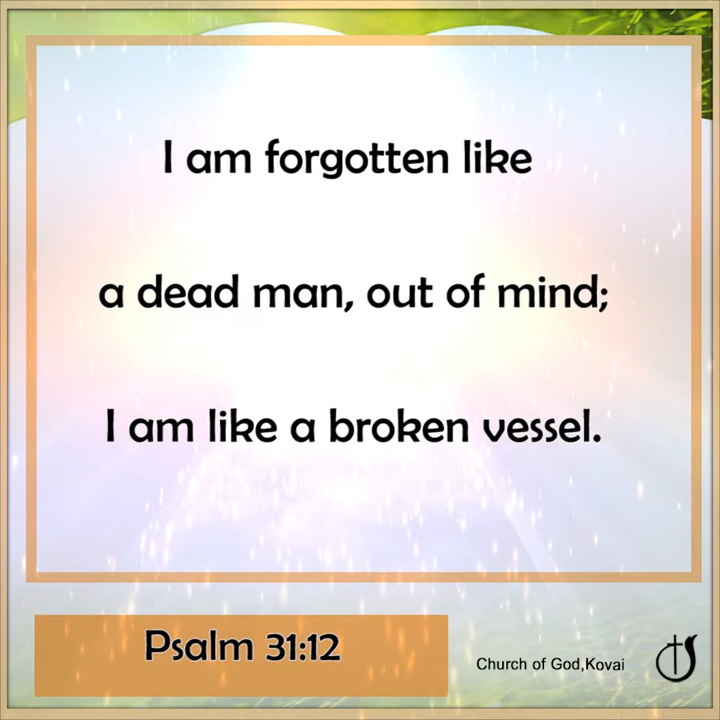 I am forgotten like
a dead man, out of mind;
I am like a broken vessel.
Psalm 31:12
Church of God,Kovai